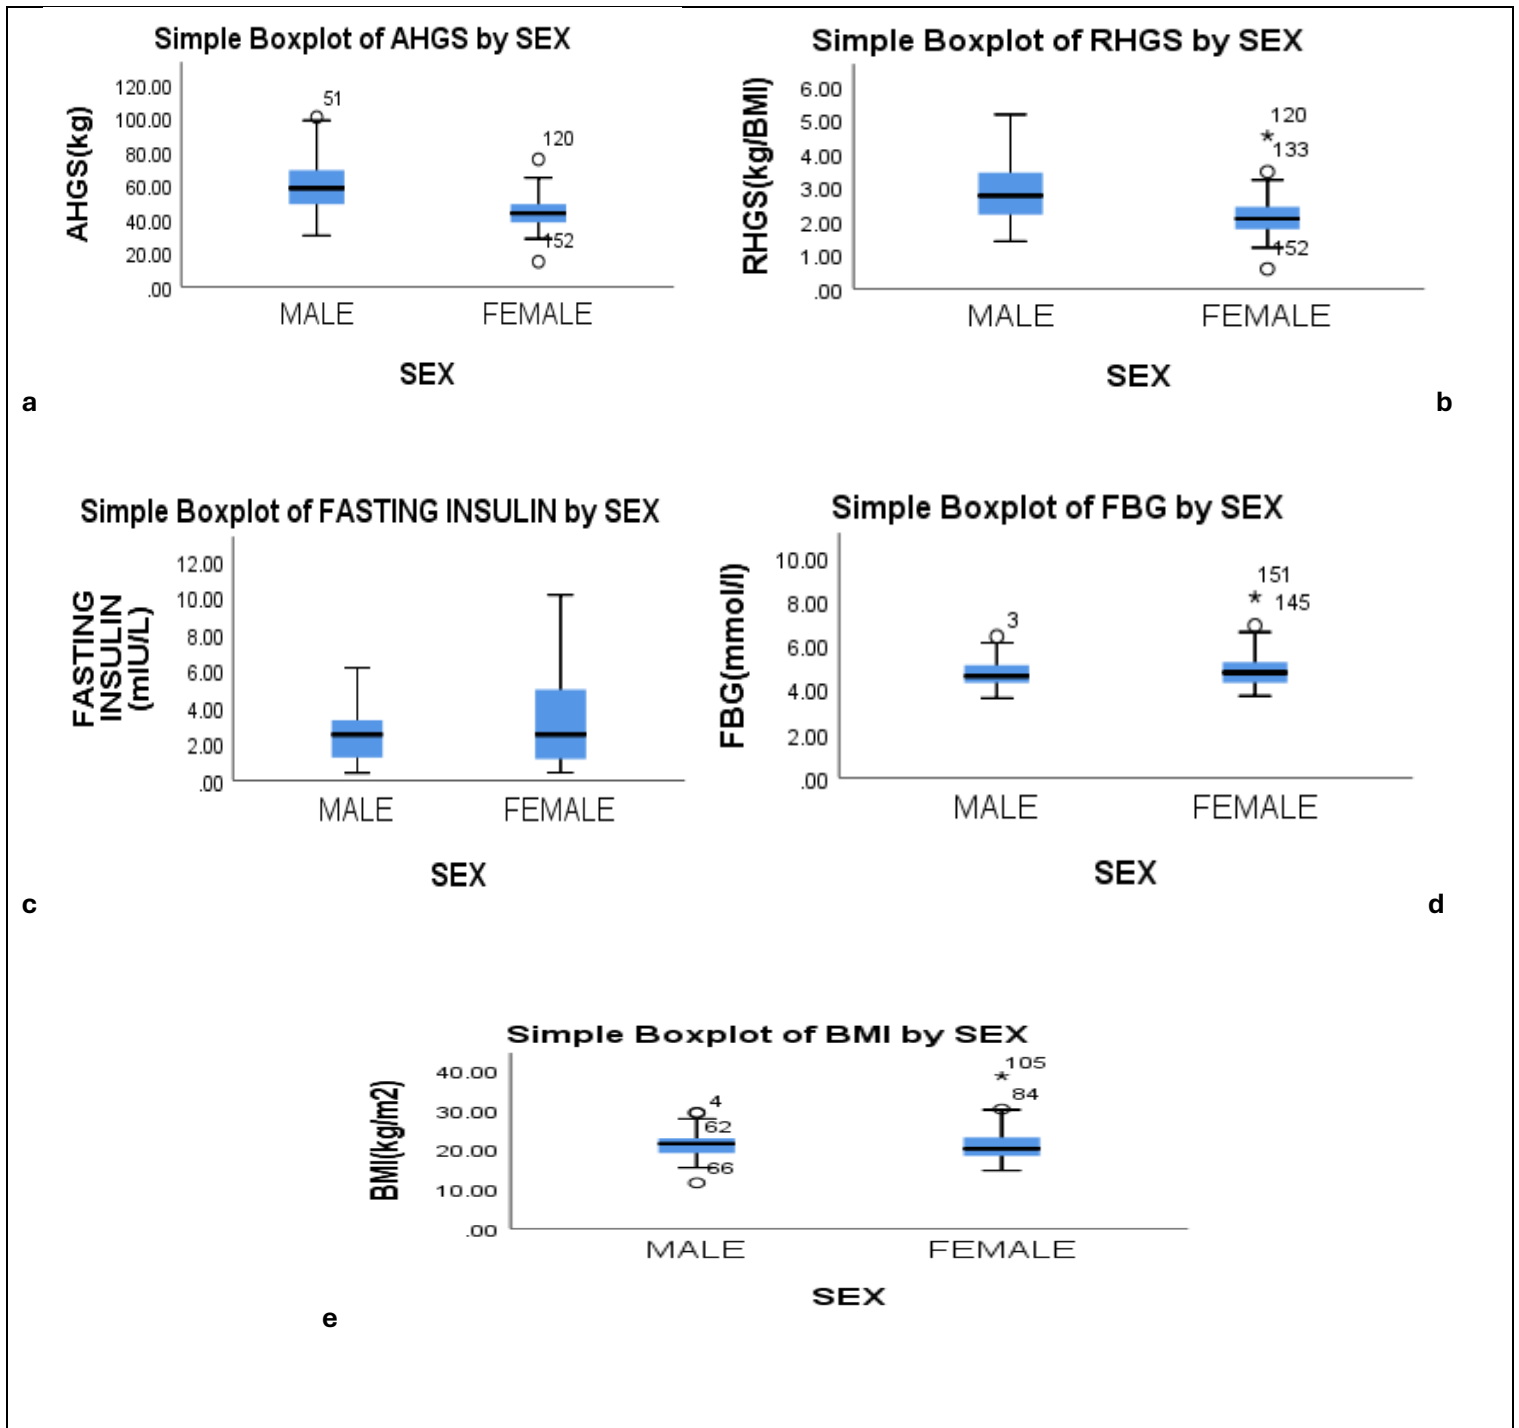 Simple Boxplot of AHGS by SEX
AHGS(kg)
120.00
100.00
80.00
60.00
40.00
20.00
.00
51
120
152
MALE
FEMALE
SEX
a
Simple Boxplot of RHGS by SEX
RHGS(kg/BMI)
6.00
5.00
4.00
3.00
2.00
1.00
.00
120
*
133
152
MALE
FEMALE
SEX
b
Simple Boxplot of FASTING INSULIN by SEX
FASTING
INSULIN
(mIU/L)
12.00
10.00
8.00
6.00
4.00
2.00
.00
MALE
FEMALE
SEX
c
Simple Boxplot of FBG by SEX
FBG(mmol/l)
10.00
8.00
6.00
4.00
2.00
.00
3
151
*
145
MALE
FEMALE
SEX
d
Simple Boxplot of BMI by SEX
BMI(kg/m2)
40.00
30.00
20.00
10.00
.00
4
62
66
105
*
84
MALE
FEMALE
SEX
e